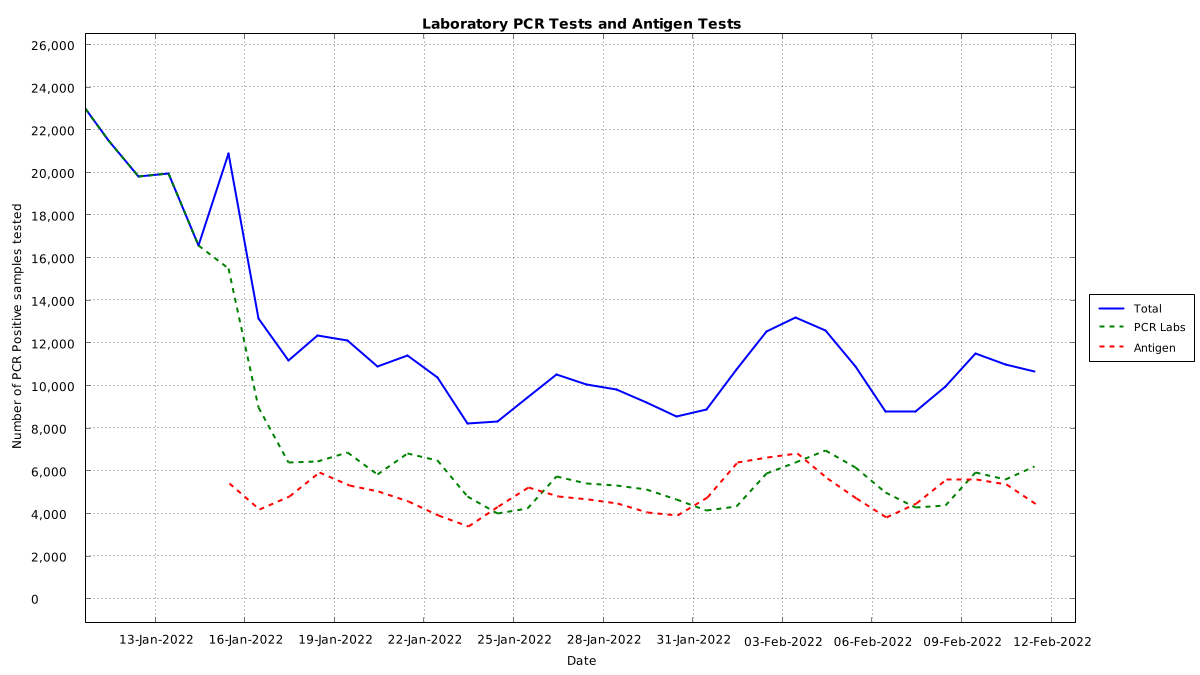 Laboratory PCR Tests and Antigen Tests
26,000
24,000
22,000
20,000
18,000
16,000
14,000
12,000
10,000
8,000
6,000
4,000
2,000
0
Number of PCR Positive samples tested
13-Jan-2022 16-Jan-2022 19-Jan-2022 22-Jan-2022 25-Jan-2022 28-Jan-2022 31-Jan-2022 03-Feb-2022 06-Feb-2022 09-Feb-2022 12-Feb-2022
Date
Total
PCR Labs
Antigen